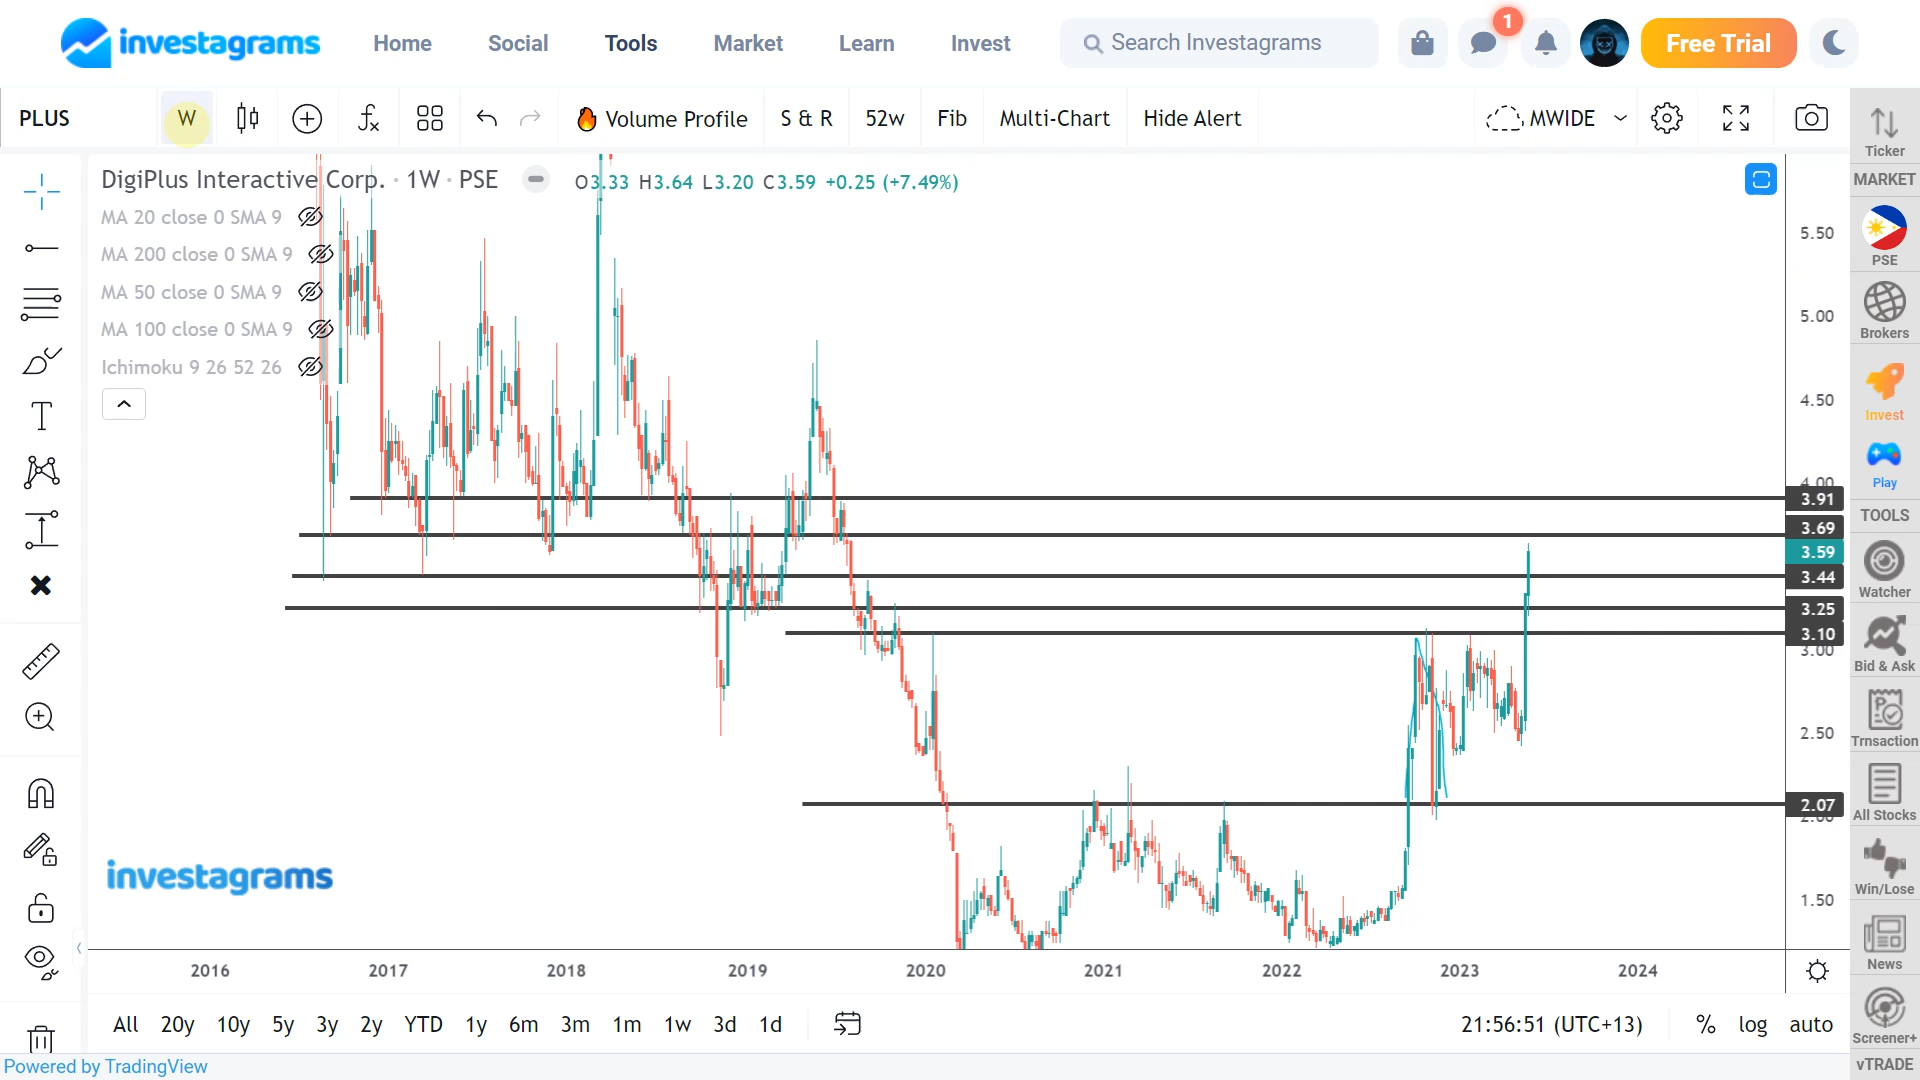 investagrams Home Social Tools Market Learn Invest Search Investagrams 1 Free Trial
PLUS W Volume Profile S & R 52w Fib Multi-Chart Hide Alert MWIDE
DigiPlus Interactive Corp. · 1W · PSE O3.33 H3.64 L3.20 C3.59 +0.25 (+7.49%)
MA 20 close 0 SMA 9
MA 200 close 0 SMA 9
MA 50 close 0 SMA 9
MA 100 close 0 SMA 9
Ichimoku 9 26 52 26
5.50
5.00
4.50
4.00
3.91
3.69
3.59
3.44
3.25
3.10
3.00
2.50
2.07
2.00
1.50
investagrams
2016 2017 2018 2019 2020 2021 2022 2023 2024
All 20y 10y 5y 3y 2y YTD 1y 6m 3m 1m 1w 3d 1d 21:56:51 (UTC+13) % log auto
Powered by TradingView
Ticker
MARKET
PSE
Brokers
Invest
Play
TOOLS
Watcher
Bid & Ask
Trnsaction
All Stocks
Win/Lose
News
Screener+
vTRADE